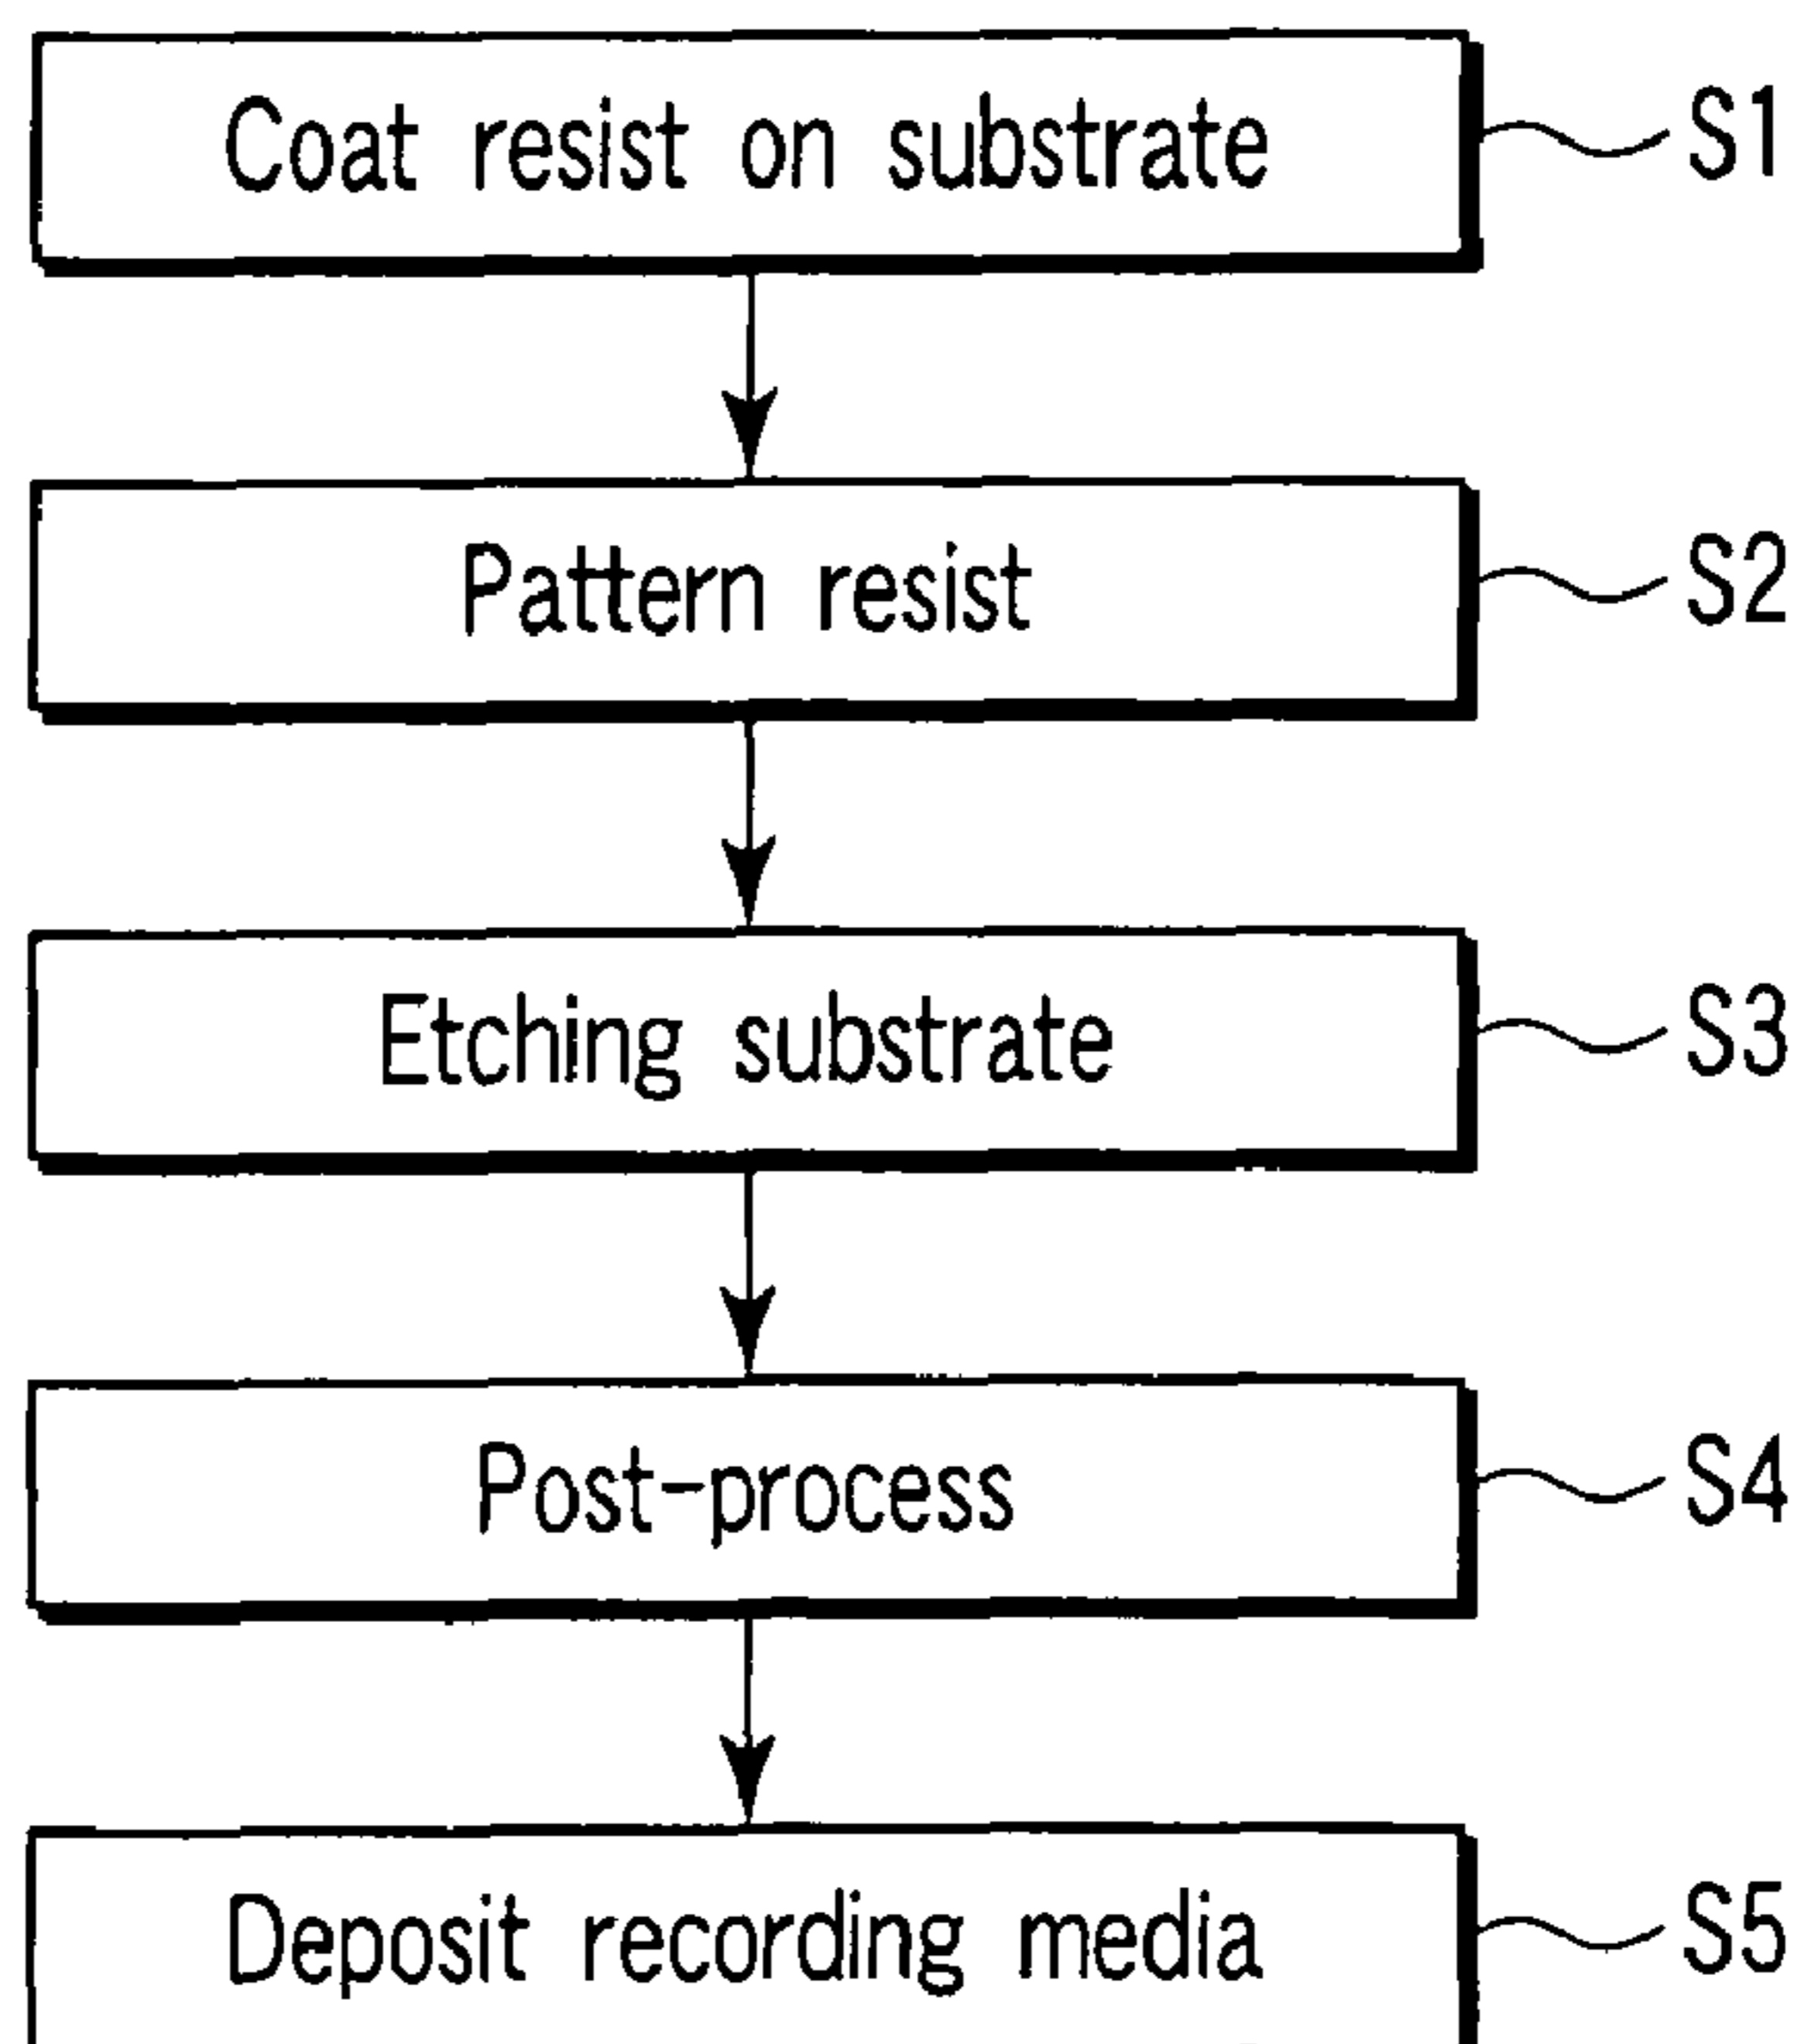 Coat resist on substrate S1
Pattern resist S2
Etching substrate S3
Post-process S4
Deposit recording media S5